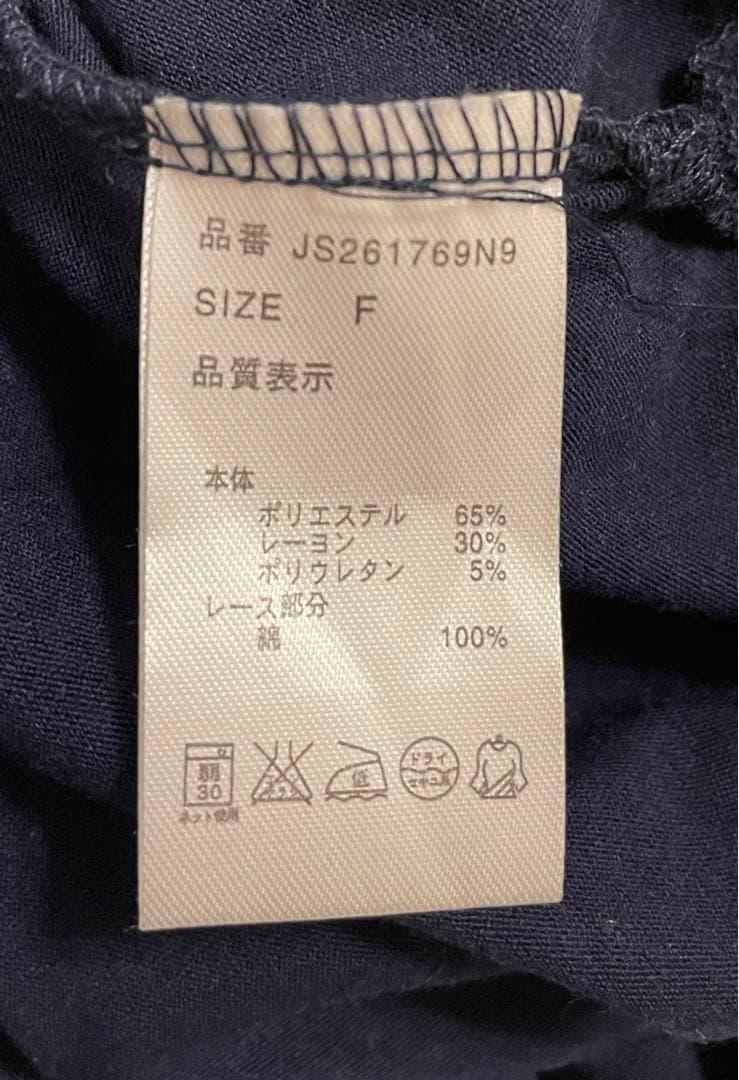 品番 JS261769N9
SIZE F
品質表示
本体
ポリエステル 65%
レーヨン 30%
ポリウレタン 5%
レース部分
綿 100%
弱
30
低
ドライ
ネット使用